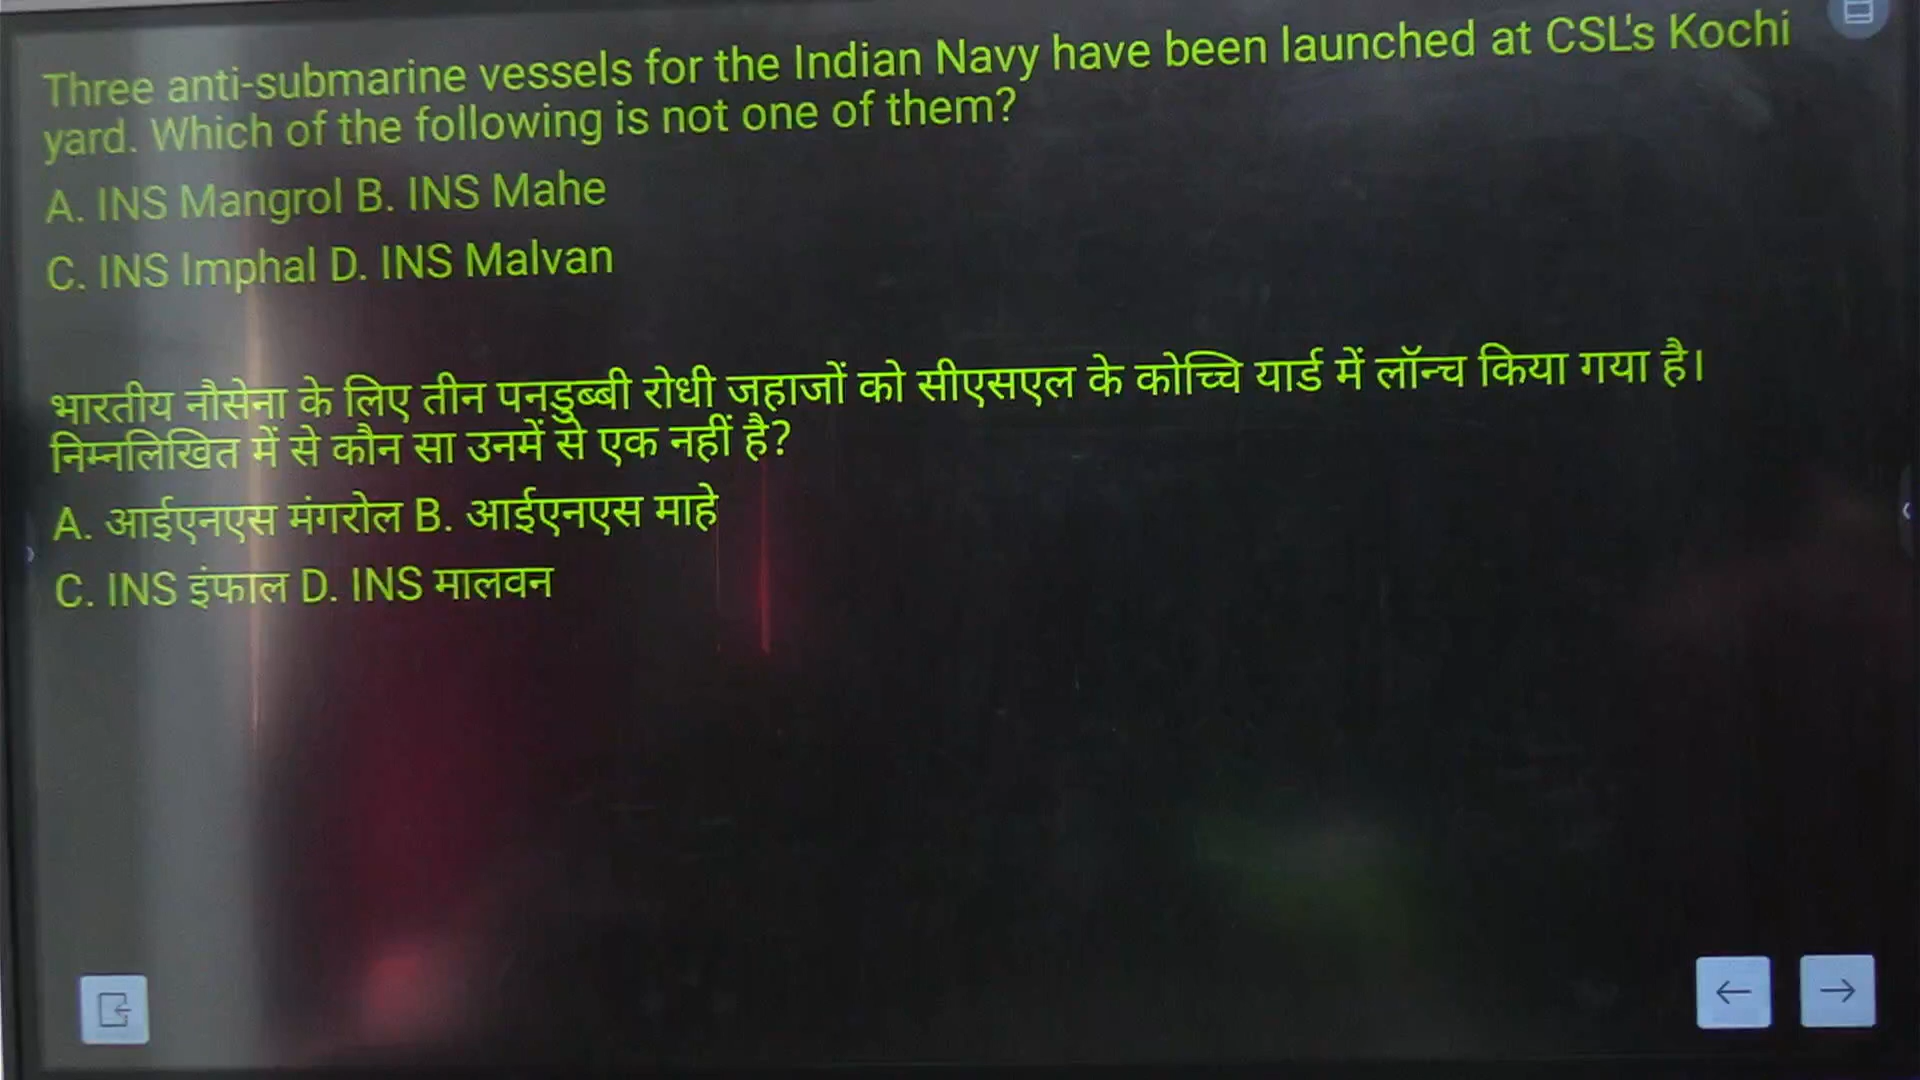 Three anti-submarine vessels for the Indian Navy have been launched at CSL's Kochi
yard. Which of the following is not one of them?
A. INS Mangrol B. INS Mahe
C. INS Imphal D. INS Malvan
भारतीय नौसेना के लिए तीन पनडुब्बी रोधी जहाजों को सीएसएल के कोच्चि यार्ड में लॉन्च किया गया है।
निम्नलिखित में से कौन सा उनमें से एक नहीं है?
A. आईएनएस मंगरोल B. आईएनएस माहे
C. INS इंफाल D. INS मालवन